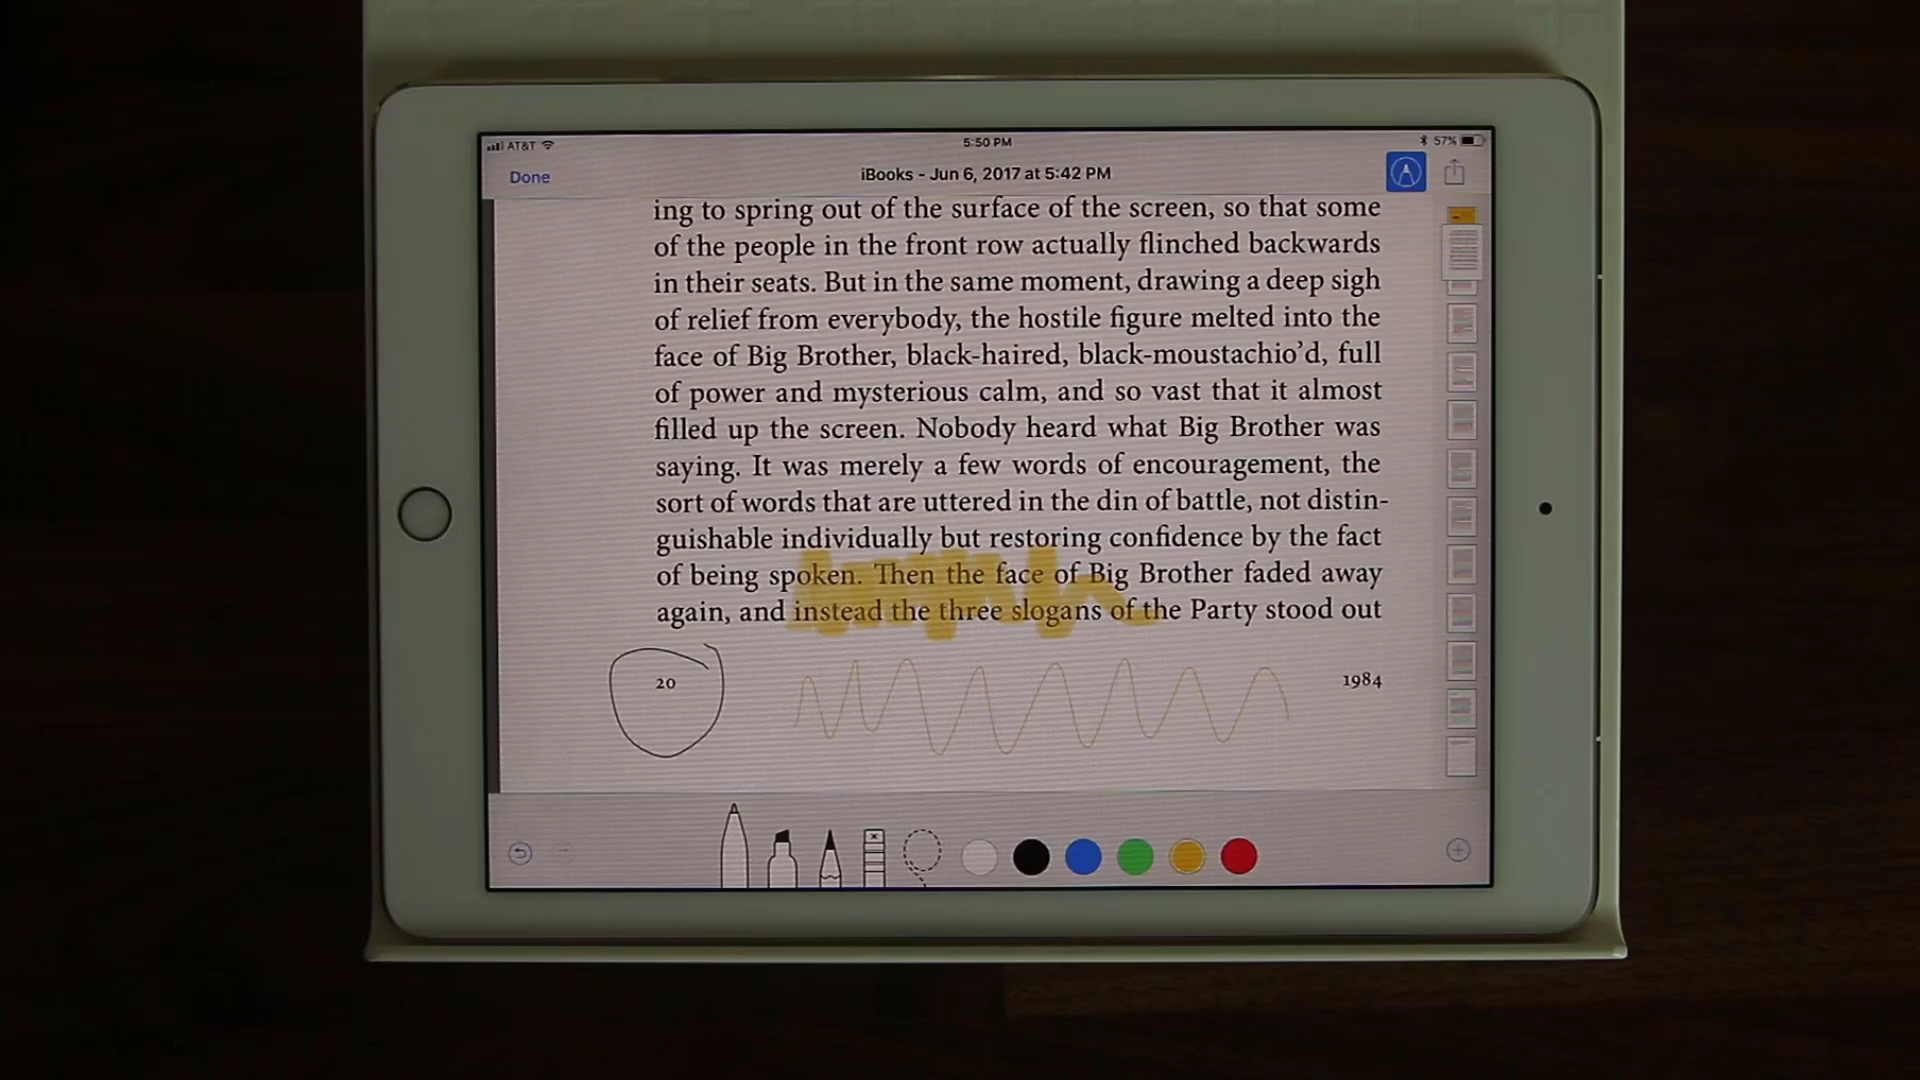 AT&T
5:50 PM
57%
Done
iBooks - Jun 6, 2017 at 5:42 PM
ing to spring out of the surface of the screen, so that some
of the people in the front row actually flinched backwards
in their seats. But in the same moment, drawing a deep sigh
of relief from everybody, the hostile figure melted into the
face of Big Brother, black-haired, black-moustachio’d, full
of power and mysterious calm, and so vast that it almost
filled up the screen. Nobody heard what Big Brother was
saying. It was merely a few words of encouragement, the
sort of words that are uttered in the din of battle, not distin-
guishable individually but restoring confidence by the fact
of being spoken. Then the face of Big Brother faded away
again, and instead the three slogans of the Party stood out
20
1984